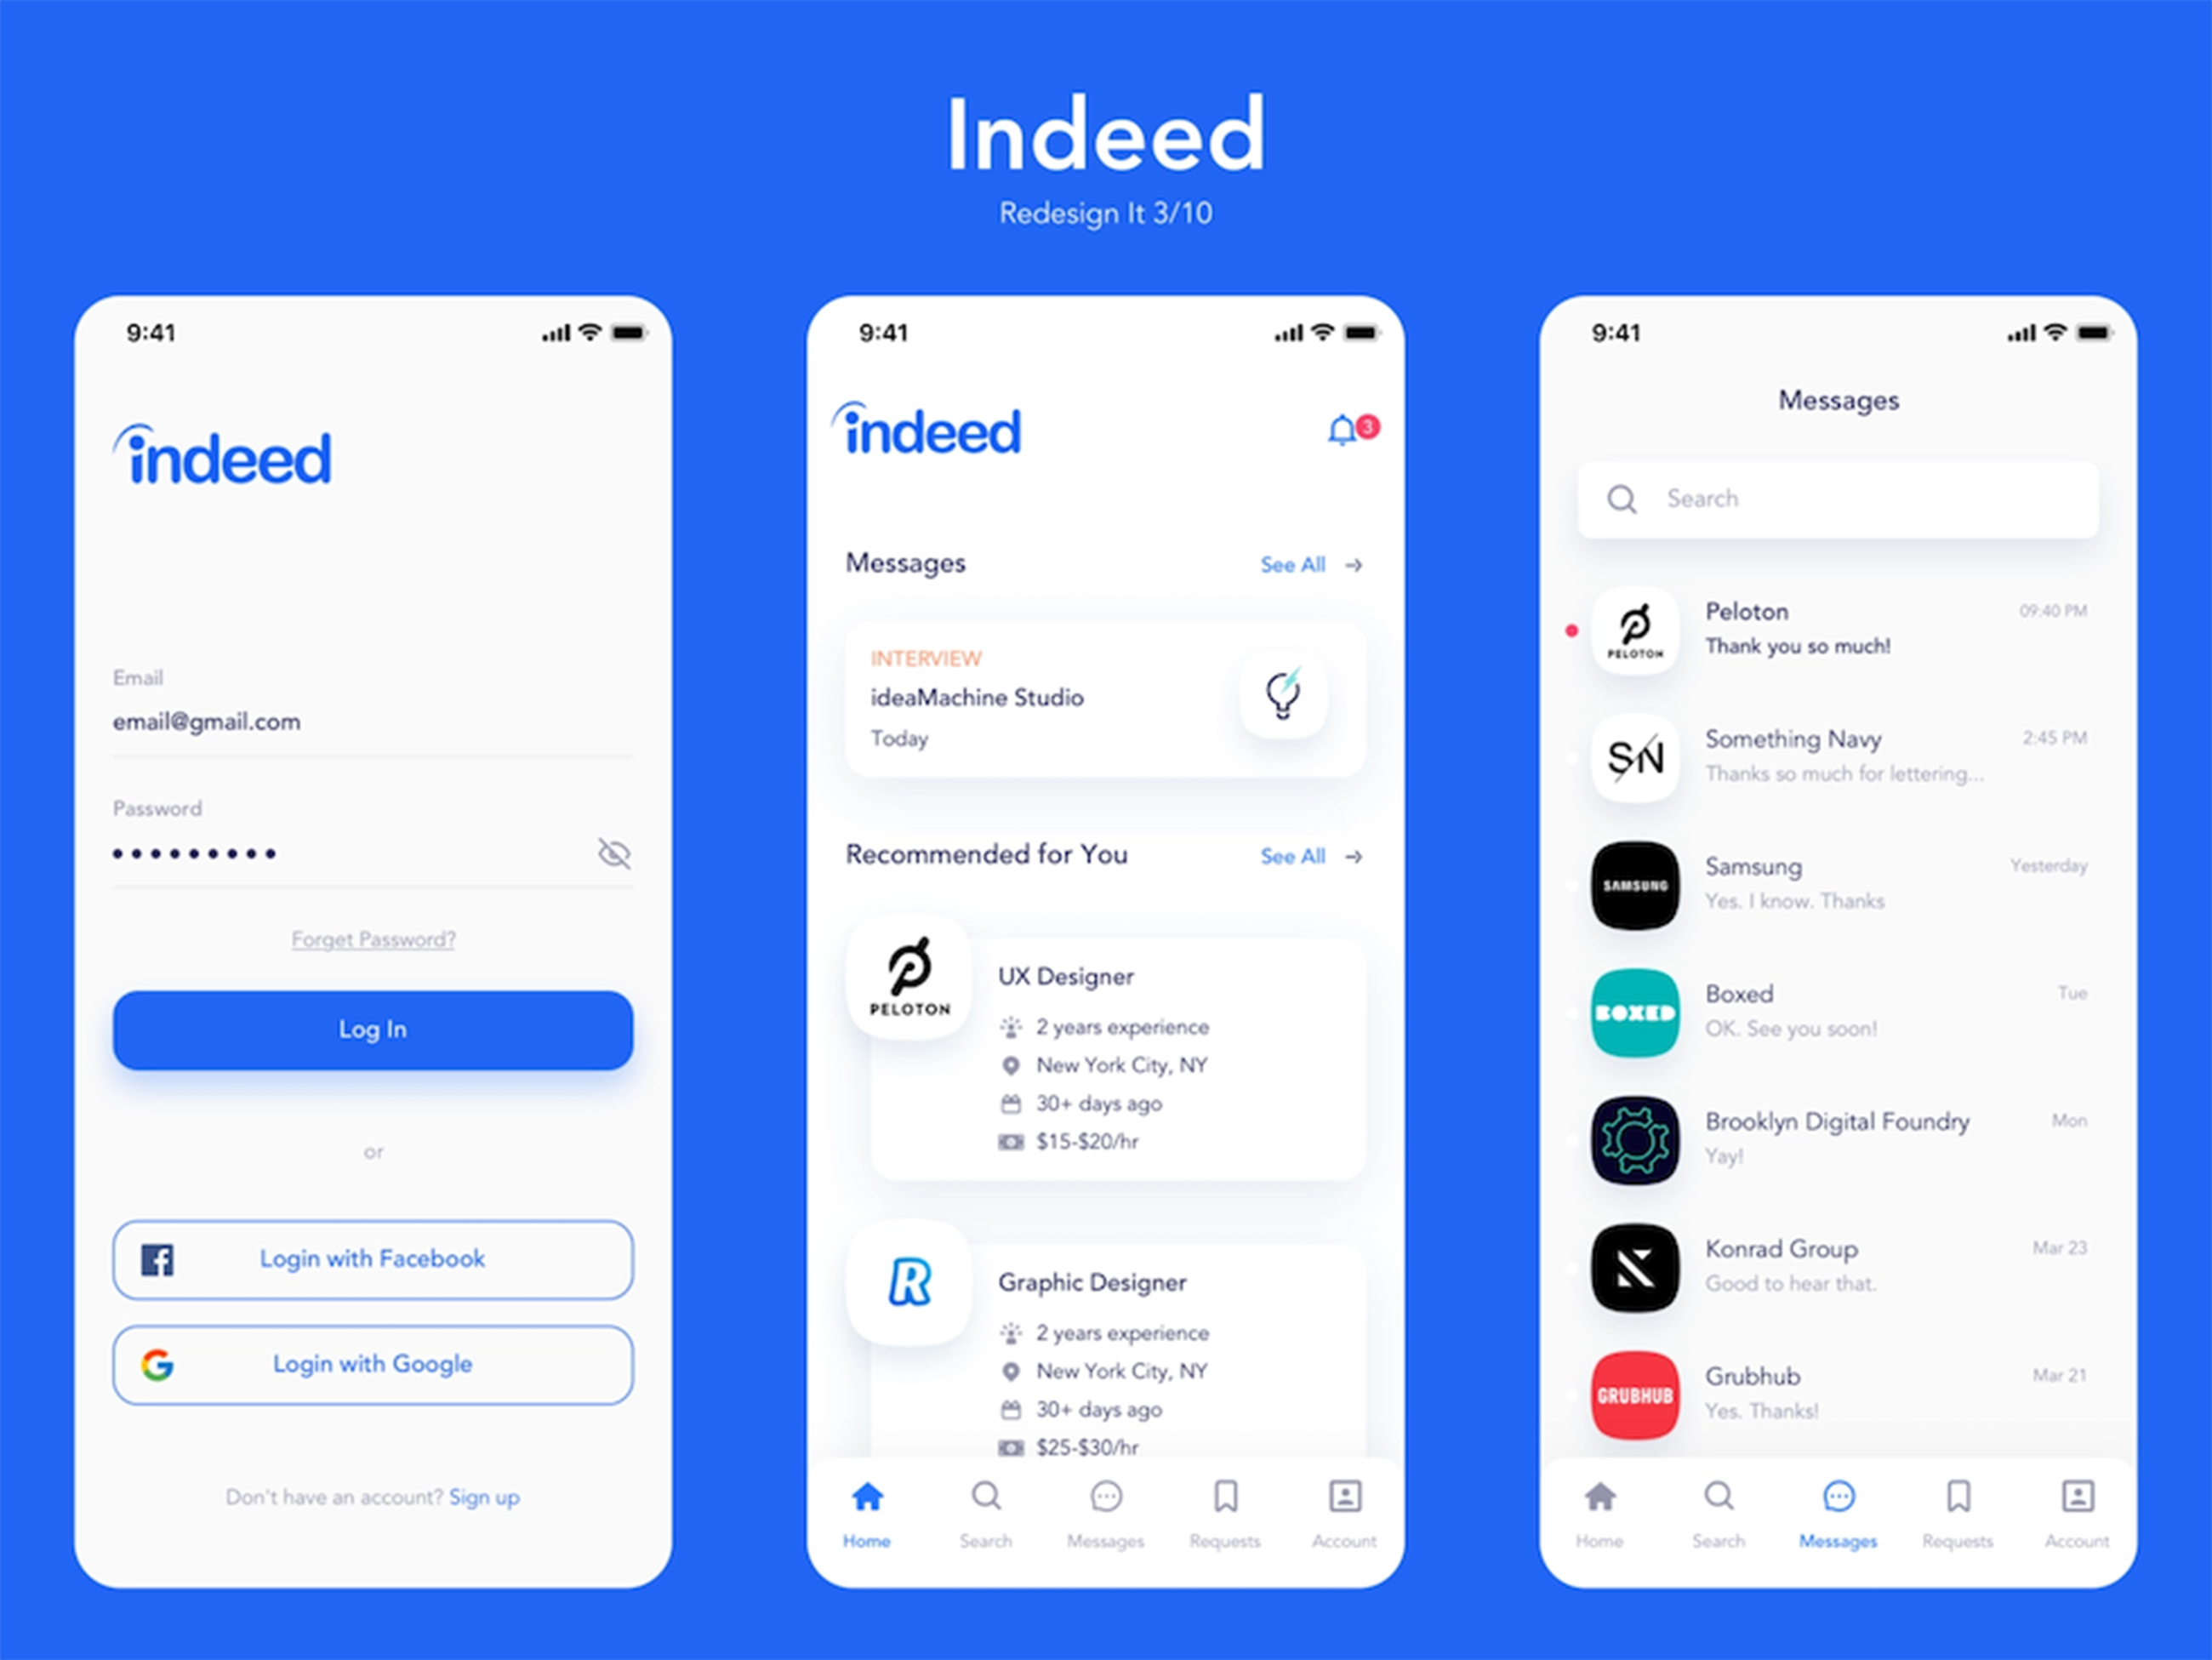 Indeed
Redesign It 3/10
9:41
indeed
Email
email@gmail.com
Password
Forget Password?
Log In
or
Login with Facebook
Login with Google
Don't have an account? Sign up
9:41
indeed
3
Messages
See All
INTERVIEW
ideaMachine Studio
Today
Recommended for You
See All
PELOTON
UX Designer
2 years experience
New York City, NY
30+ days ago
$15-$20/hr
R
Graphic Designer
2 years experience
New York City, NY
30+ days ago
$25-$30/hr
Home
Search
Messages
Requests
Account
9:41
Messages
Search
PELOTON
Peloton
09:40 PM
Thank you so much!
SN
Something Navy
2:45 PM
Thanks so much for lettering...
SAMSUNG
Samsung
Yesterday
Yes. I know. Thanks
BOXED
Boxed
Tue
OK. See you soon!
Brooklyn Digital Foundry
Mon
Yay!
Konrad Group
Mar 23
Good to hear that.
GRUBHUB
Grubhub
Mar 21
Yes. Thanks!
Home
Search
Messages
Requests
Account